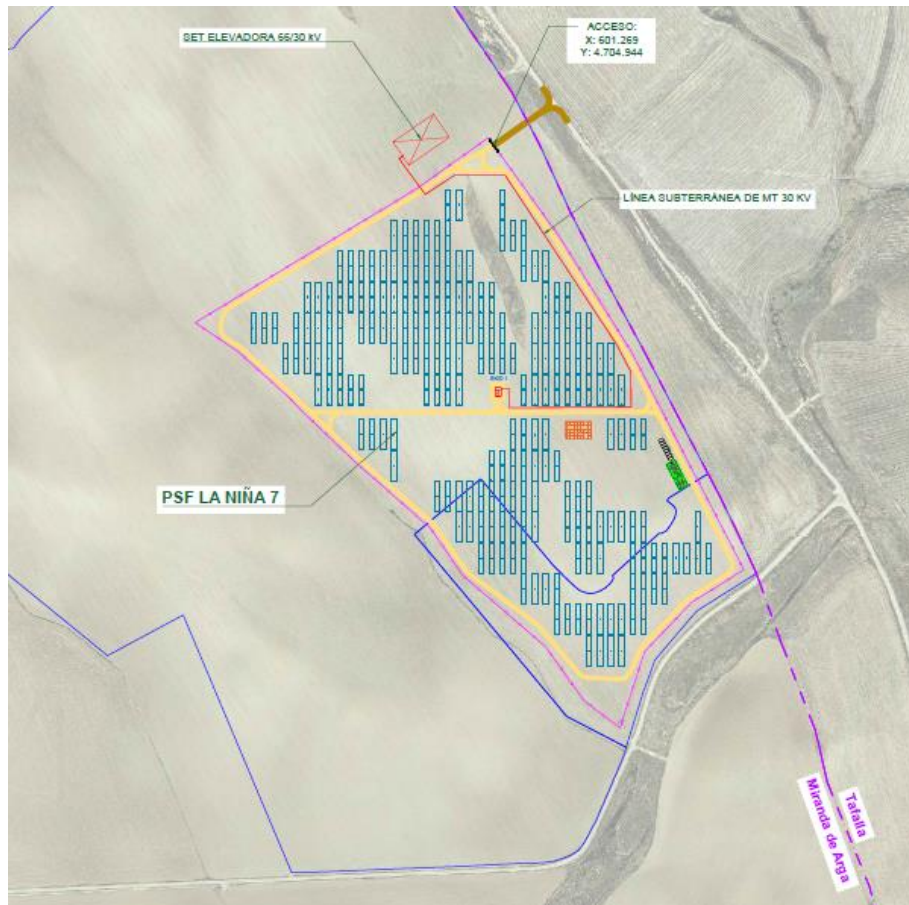 SET ELEVADORA 66/30 kV
ACCESO:
X: 601.269
Y: 4.704.944
LÍNEA SUBTERRÁNEA DE MT 30 KV
PSF LA NIÑA 7
Tafalla
Miranda de Arga